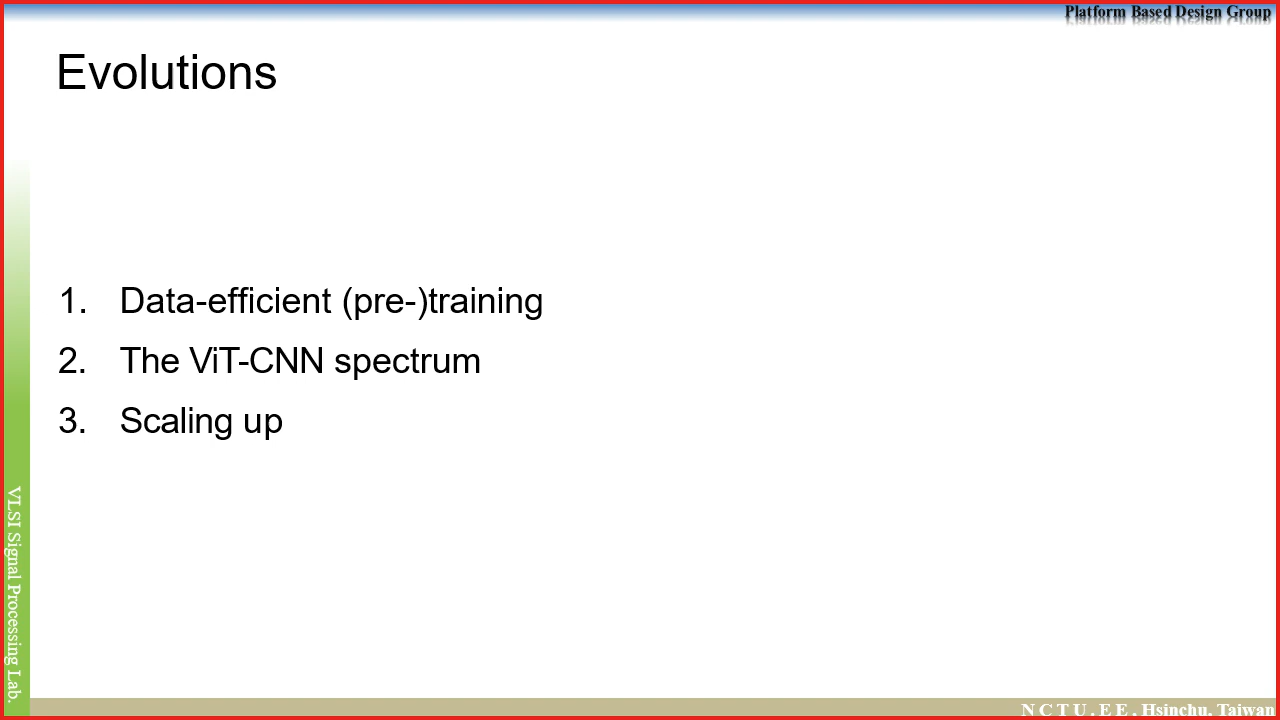 Platform Based Design Group
Evolutions
1. Data-efficient (pre-)training
2. The ViT-CNN spectrum
3. Scaling up
VLSI Signal Processing Lab.
N C T U . E E , Hsinchu, Taiwan